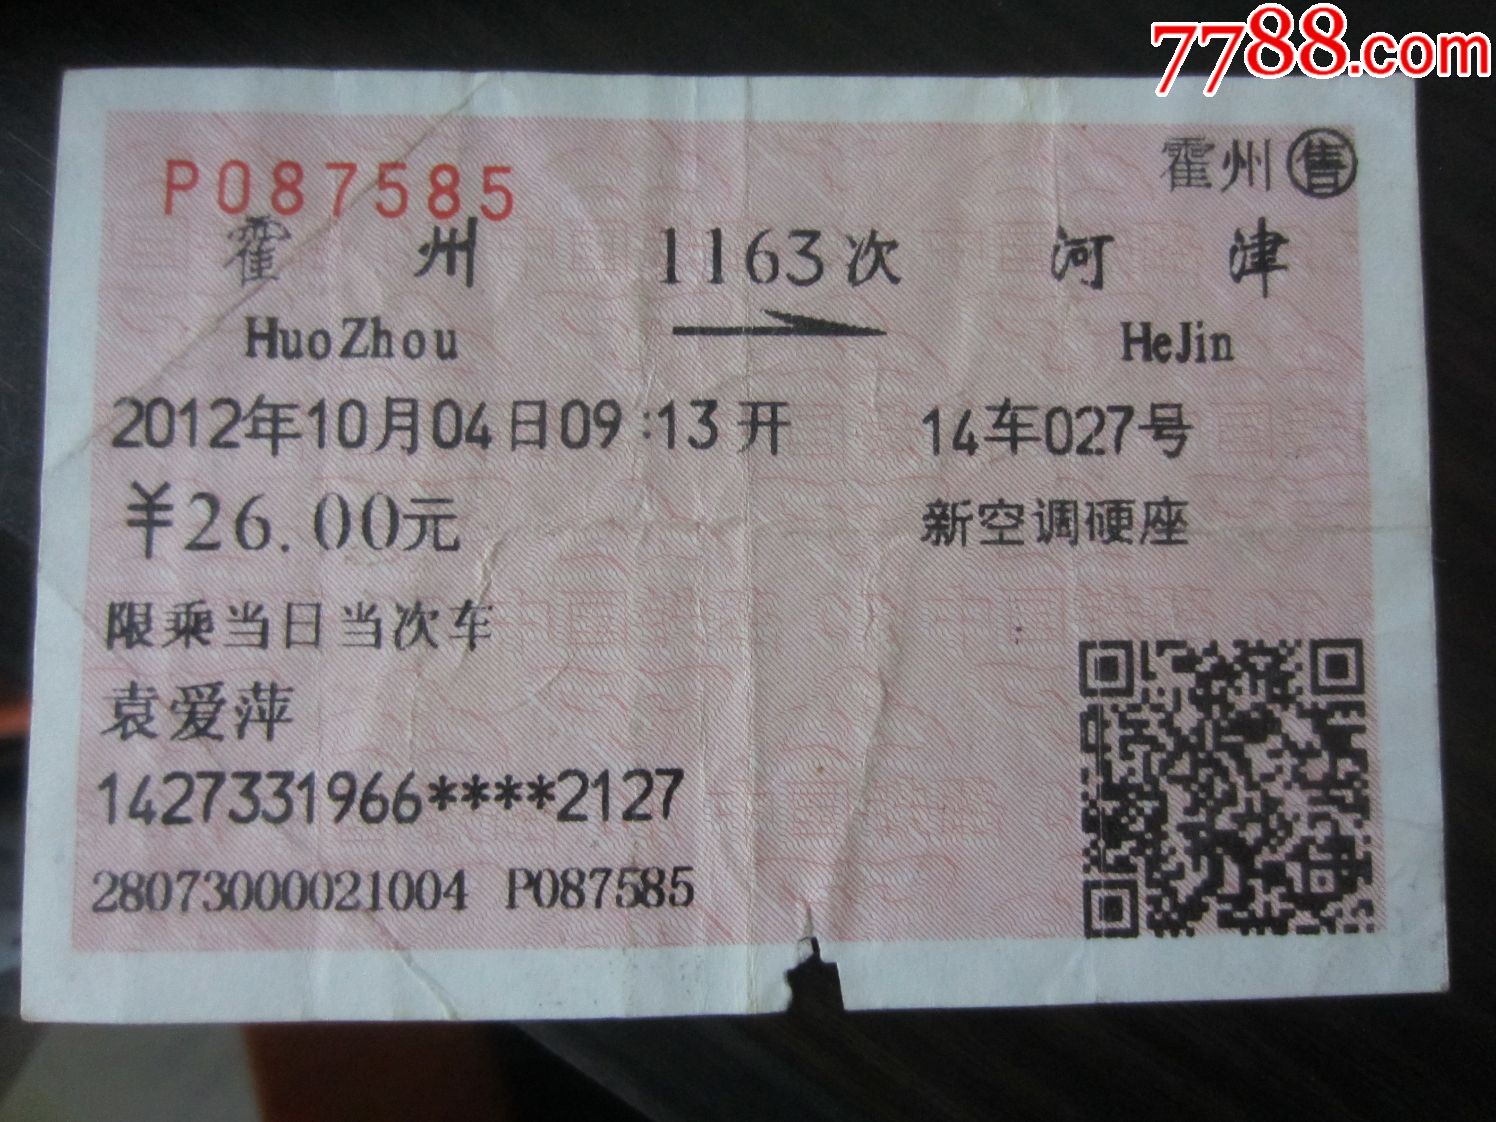 7788.com
P087585
霍州 售
霍州 1163次 河津
HuoZhou HeJin
2012年10月04日09:13开 14车027号
¥26.00元 新空调硬座
限乘当日当次车
袁爱萍
1427331966****2127
28073000021004 P087585